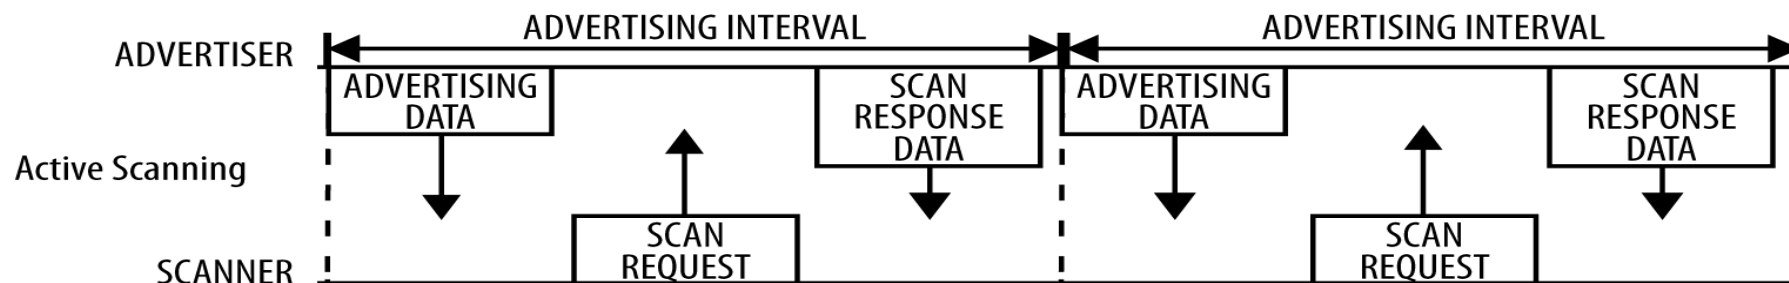 ADVERTISING INTERVAL
ADVERTISING INTERVAL
ADVERTISER
ADVERTISING
DATA
SCAN
RESPONSE
DATA
ADVERTISING
DATA
SCAN
RESPONSE
DATA
Active Scanning
SCAN
REQUEST
SCAN
REQUEST
SCANNER